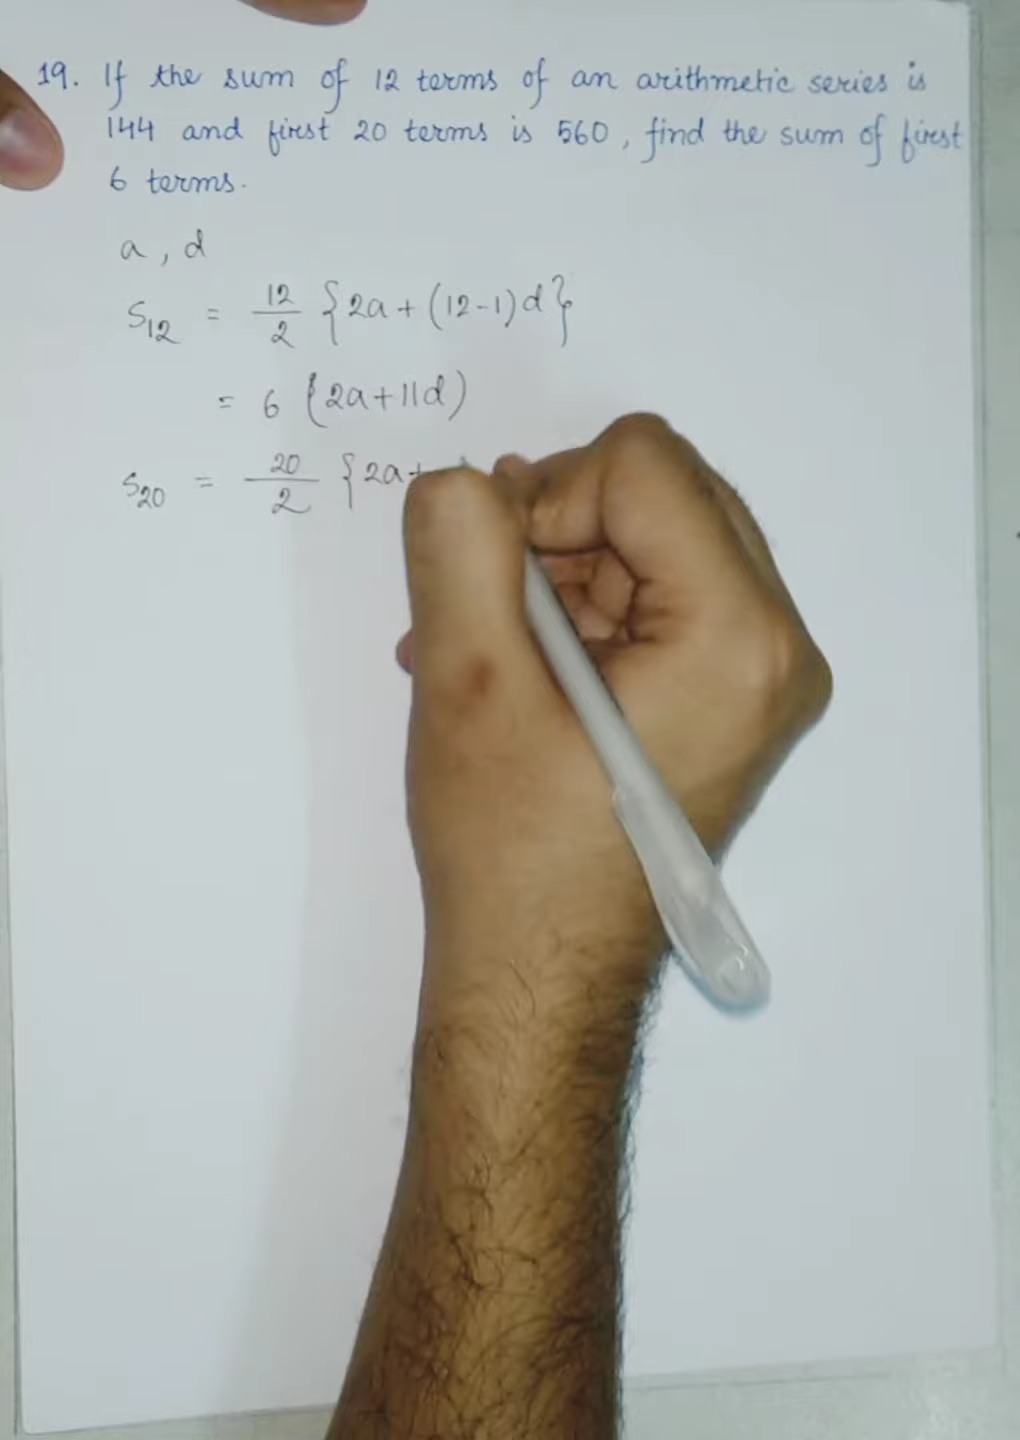 19. If the sum of 12 terms of an arithmetic series is
144 and first 20 terms is 560, find the sum of first
6 terms.
a, d
S12 = 12/2 {2a + (12-1)d}
= 6 (2a+11d)
S20 = 20/2 {2a+